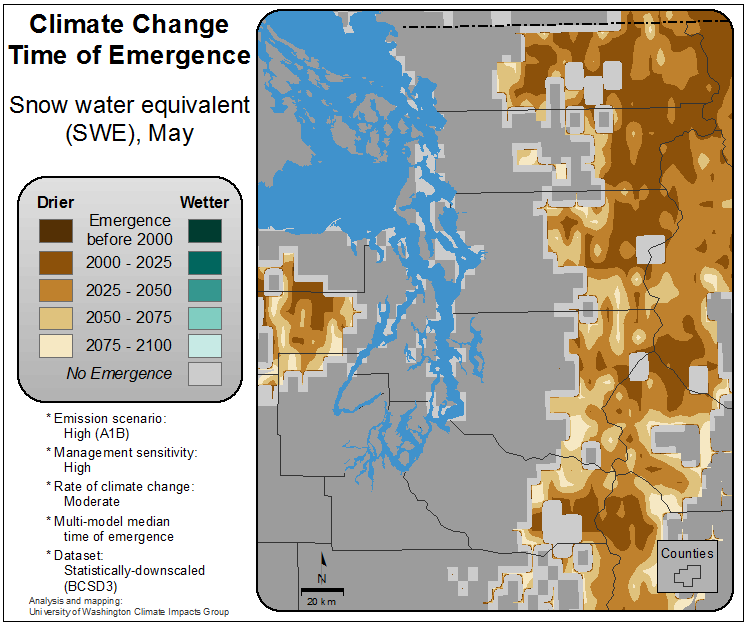 Climate Change
Time of Emergence
Snow water equivalent
(SWE), May
Drier Wetter
Emergence
before 2000
2000 - 2025
2025 - 2050
2050 - 2075
2075 - 2100
No Emergence
* Emission scenario:
High (A1B)
* Management sensitivity:
High
* Rate of climate change:
Moderate
* Multi-model median
time of emergence
* Dataset:
Statistically-downscaled
(BCSD3)
Analysis and mapping:
University of Washington Climate Impacts Group
N
20 km
Counties